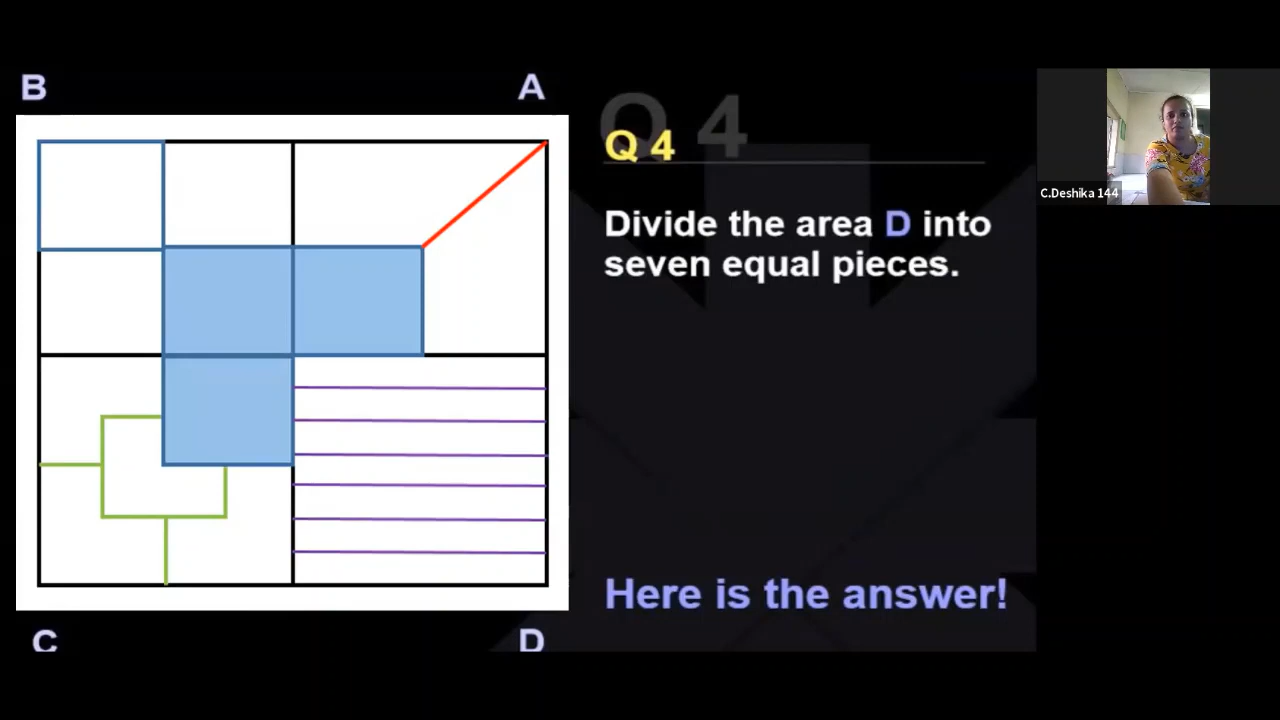 B
A
Q 4
Q 4
Divide the area D into
seven equal pieces.
Here is the answer!
C
D
C.Deshika 144